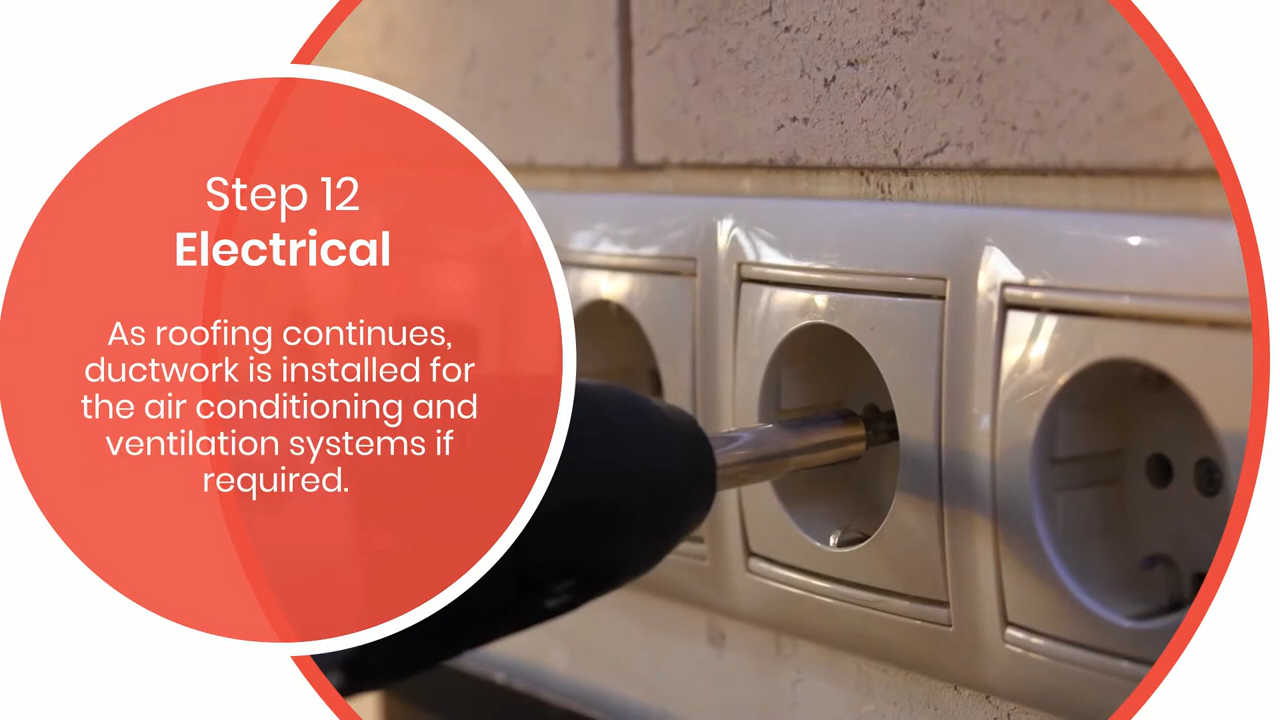 Step 12
Electrical
As roofing continues,
ductwork is installed for
the air conditioning and
ventilation systems if
required.